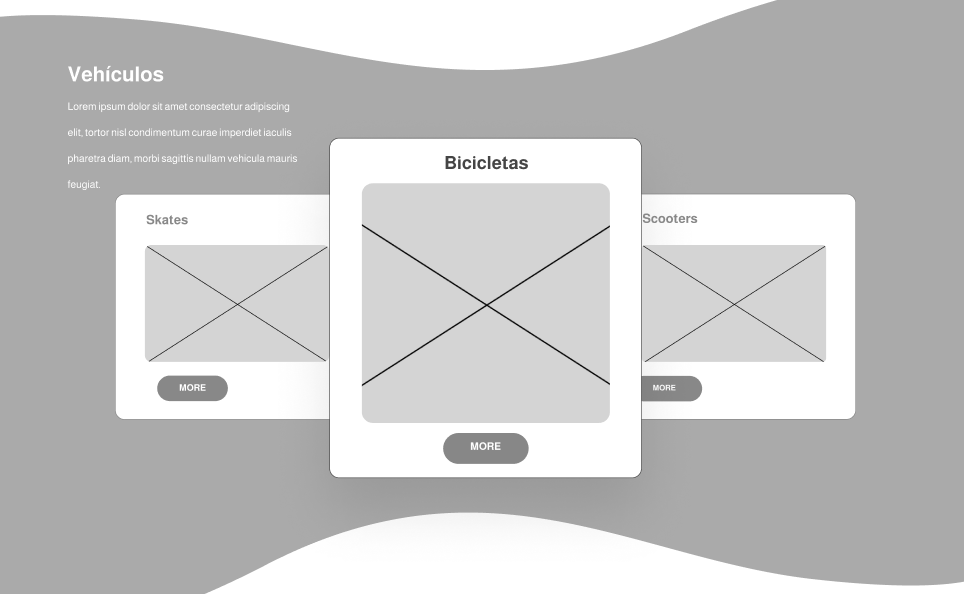 Vehículos
Lorem ipsum dolor sit amet consectetur adipiscing
elit, tortor nisl condimentum curae imperdiet iaculis
pharetra diam, morbi sagittis nullam vehicula mauris
feugiat.
Skates
MORE
Bicicletas
MORE
Scooters
MORE